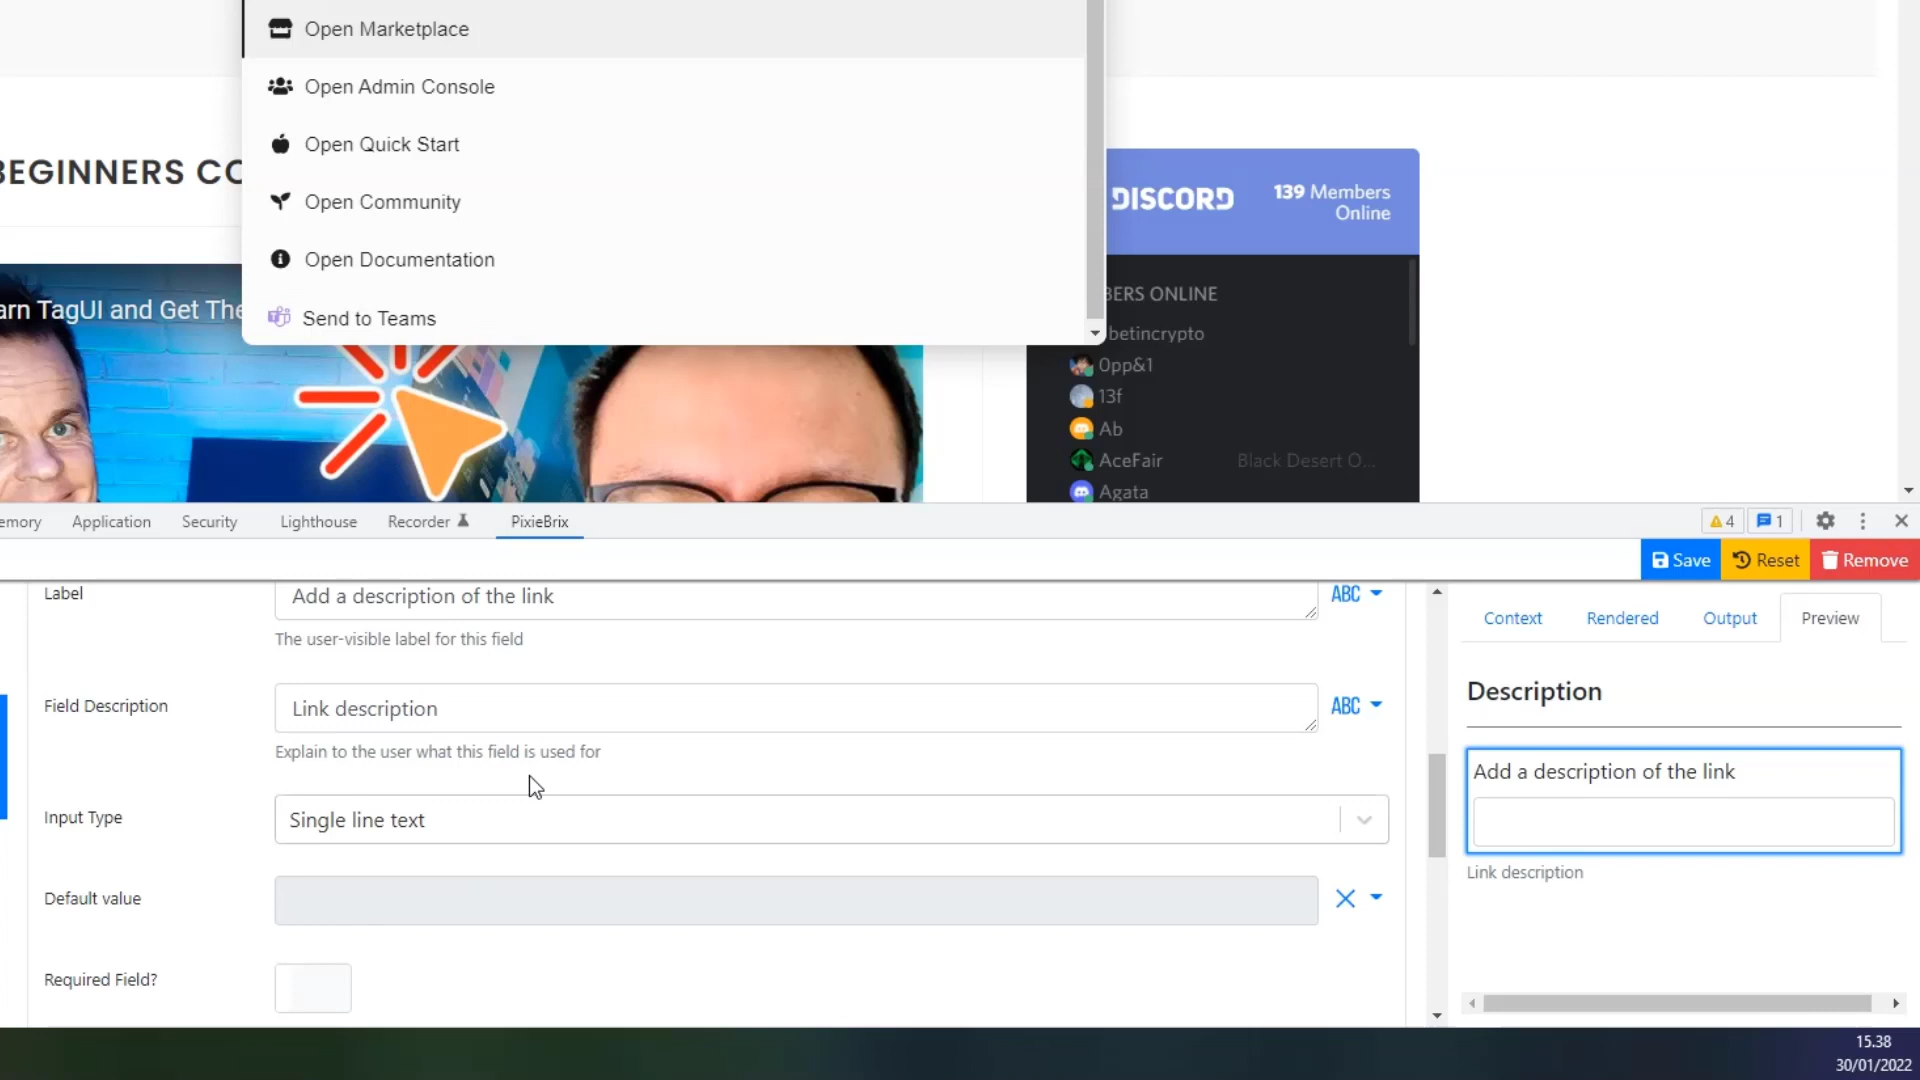 Open Marketplace
Open Admin Console
Open Quick Start
Open Community
Open Documentation
Send to Teams
BEGINNERS CO
arn TagUI and Get The
DISCORD
139 Members
Online
BERS ONLINE
betincrypto
0pp&1
13f
Ab
AceFair
Black Desert O...
Agata
emory
Application
Security
Lighthouse
Recorder
PixieBrix
4
1
Save
Reset
Remove
Label
Add a description of the link
ABC
The user-visible label for this field
Field Description
Link description
ABC
Explain to the user what this field is used for
Input Type
Single line text
Default value
Required Field?
Context
Rendered
Output
Preview
Description
Add a description of the link
Link description
15.38
30/01/2022